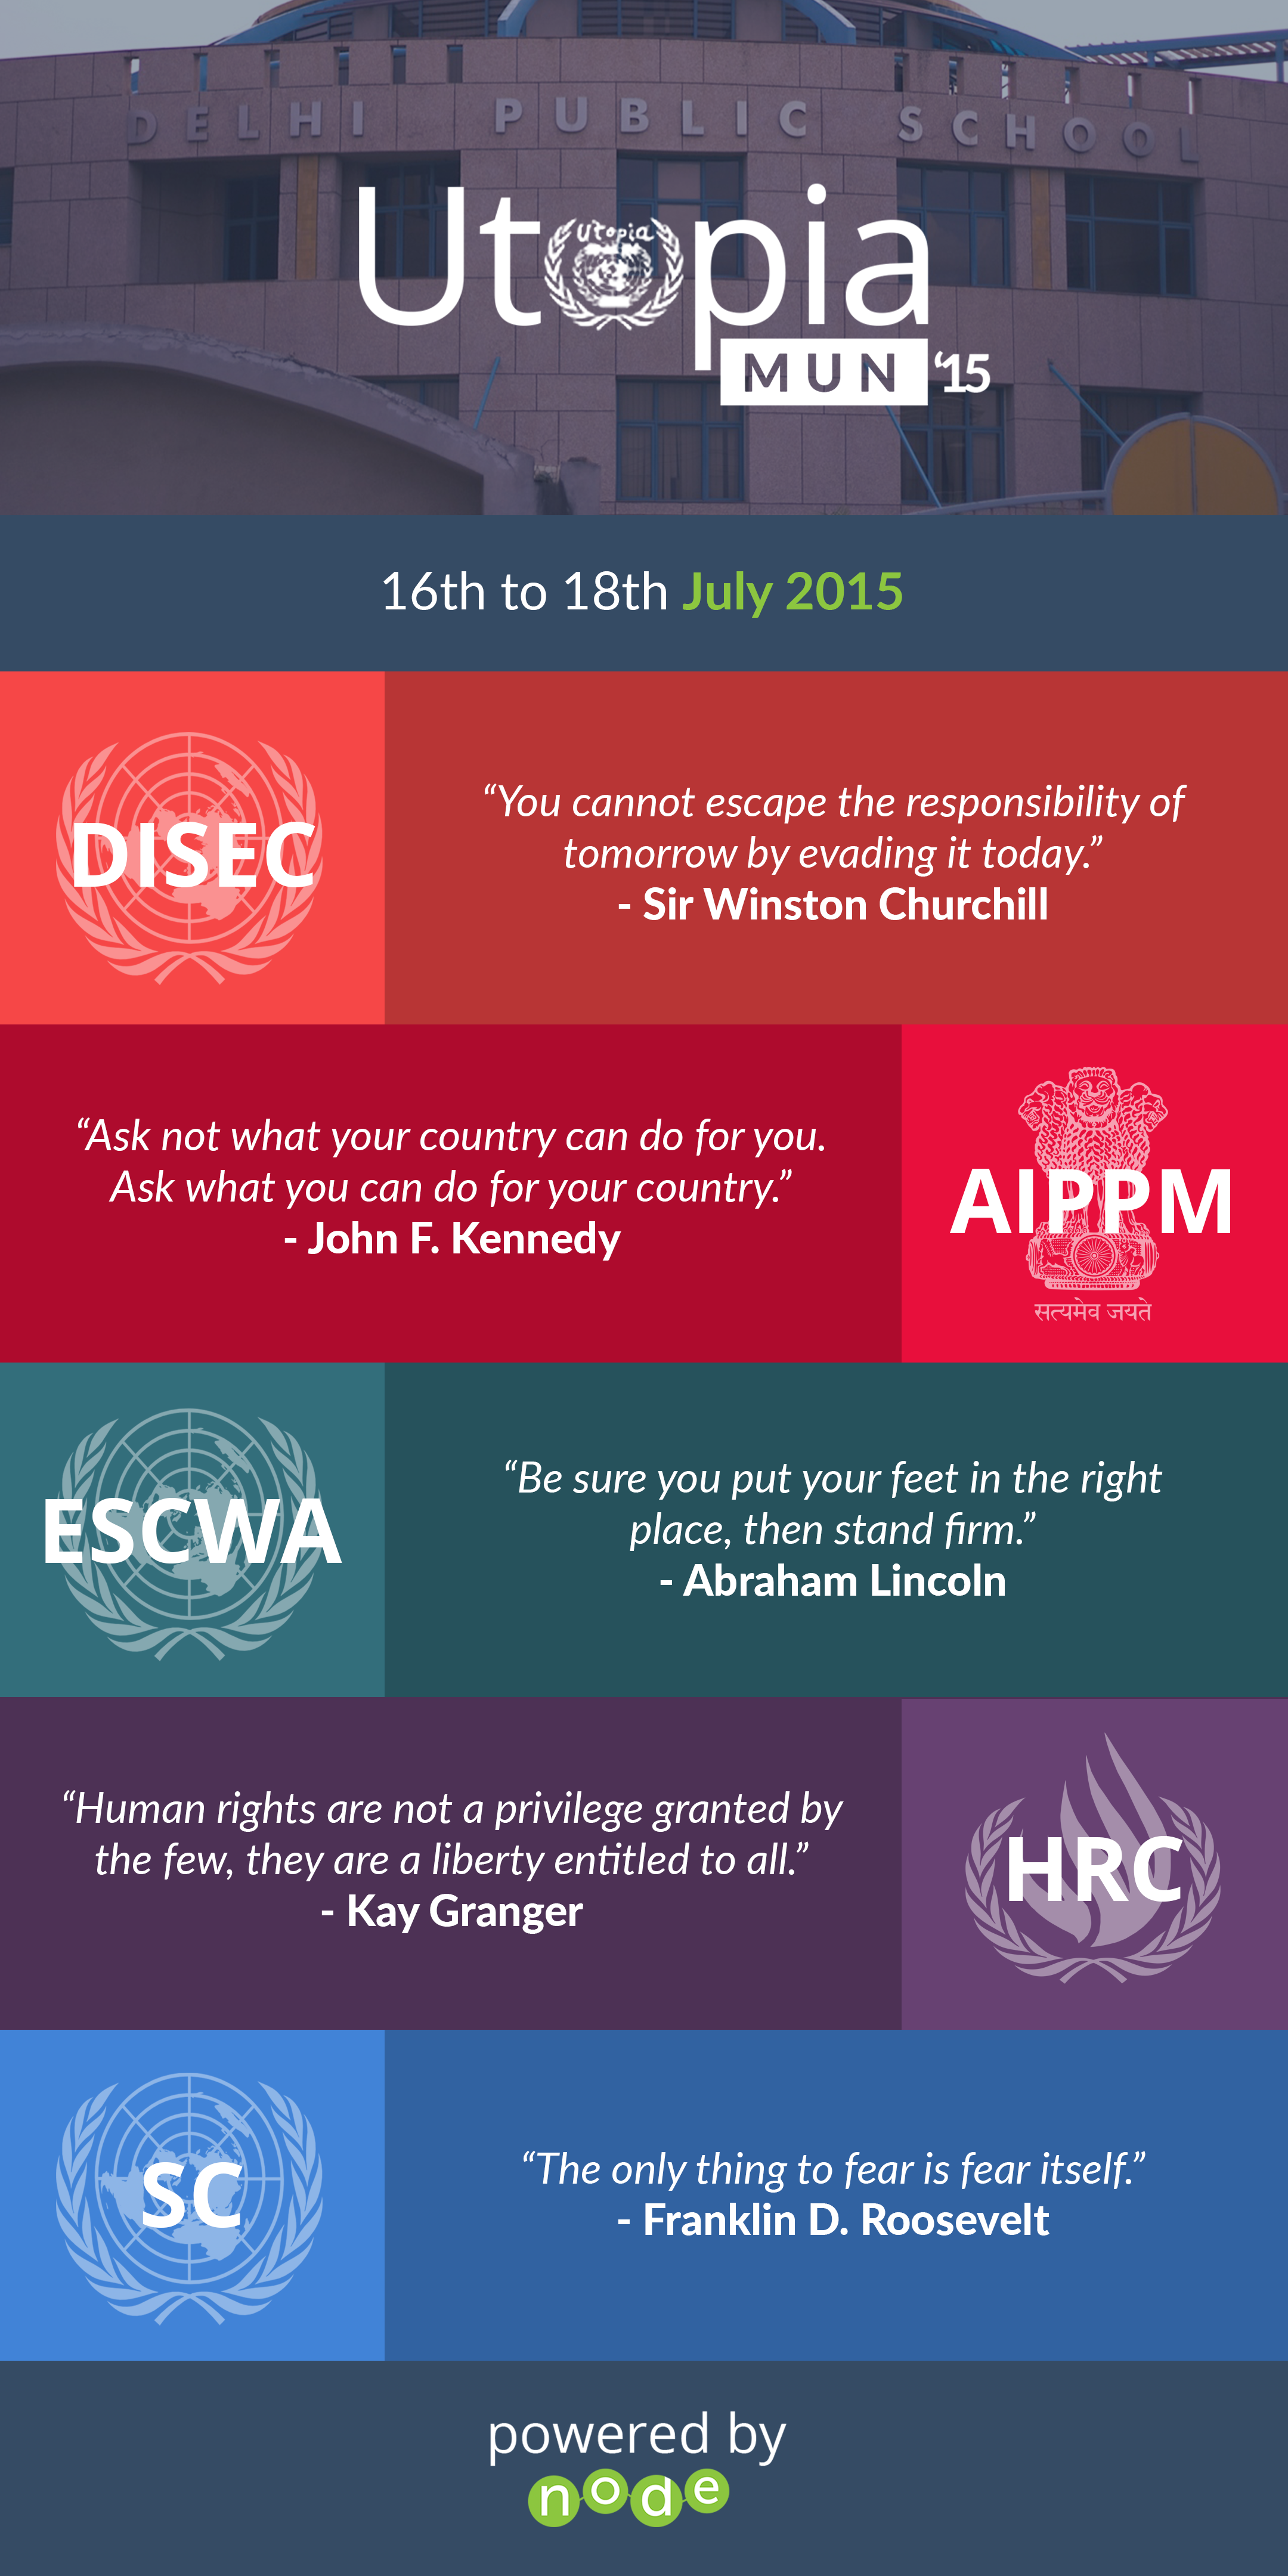 DELHI PUBLIC SCHOOL
Utopia
Utopia
MUN '15
16th to 18th July 2015
DISEC
“You cannot escape the responsibility of
tomorrow by evading it today.”
- Sir Winston Churchill
“Ask not what your country can do for you.
Ask what you can do for your country.”
- John F. Kennedy
AIPPM
सत्यमेव जयते
ESCWA
“Be sure you put your feet in the right
place, then stand firm.”
- Abraham Lincoln
“Human rights are not a privilege granted by
the few, they are a liberty entitled to all.”
- Kay Granger
HRC
SC
“The only thing to fear is fear itself.”
- Franklin D. Roosevelt
powered by
node